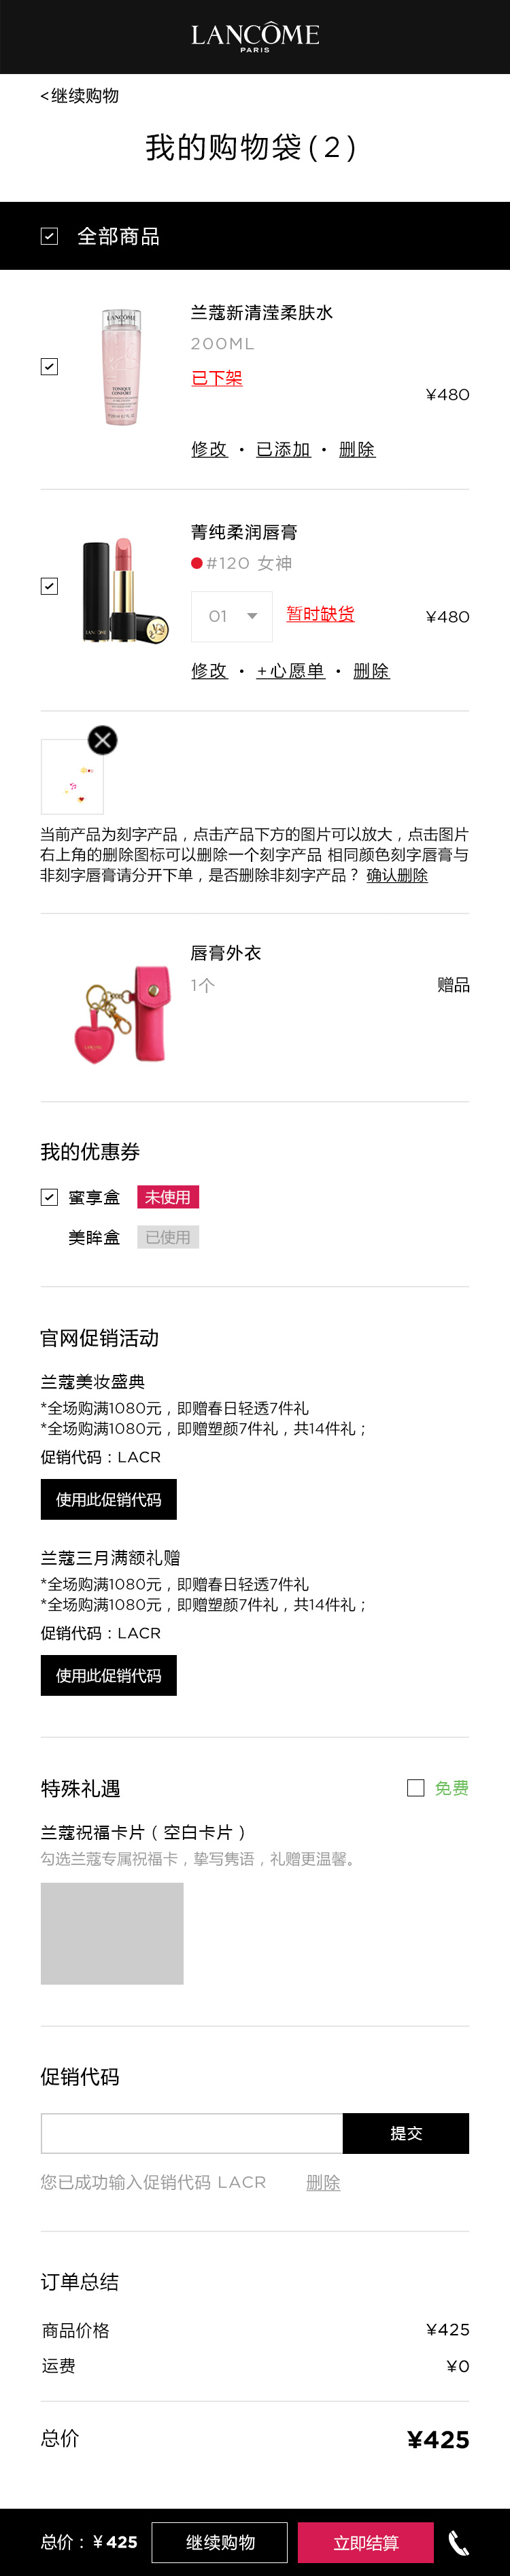 LANCÔME
PARIS
<继续购物
我的购物袋(2)
全部商品
兰蔻新清滢柔肤水
200ML
已下架
¥480
修改 · 已添加 · 删除
菁纯柔润唇膏
#120 女神
01
暂时缺货
¥480
修改 · +心愿单 · 删除
当前产品为刻字产品，点击产品下方的图片可以放大，点击图片
右上角的删除图标可以删除一个刻字产品 相同颜色刻字唇膏与
非刻字唇膏请分开下单，是否删除非刻字产品？ 确认删除
唇膏外衣
1个
赠品
我的优惠券
蜜享盒 未使用
美眸盒 已使用
官网促销活动
兰蔻美妆盛典
*全场购满1080元，即赠春日轻透7件礼
*全场购满1080元，即赠塑颜7件礼，共14件礼；
促销代码：LACR
使用此促销代码
兰蔻三月满额礼赠
*全场购满1080元，即赠春日轻透7件礼
*全场购满1080元，即赠塑颜7件礼，共14件礼；
促销代码：LACR
使用此促销代码
特殊礼遇 免费
兰蔻祝福卡片（空白卡片）
勾选兰蔻专属祝福卡，挚写隽语，礼赠更温馨。
促销代码
提交
您已成功输入促销代码 LACR 删除
订单总结
商品价格 ¥425
运费 ¥0
总价 ¥425
总价：¥425 继续购物 立即结算